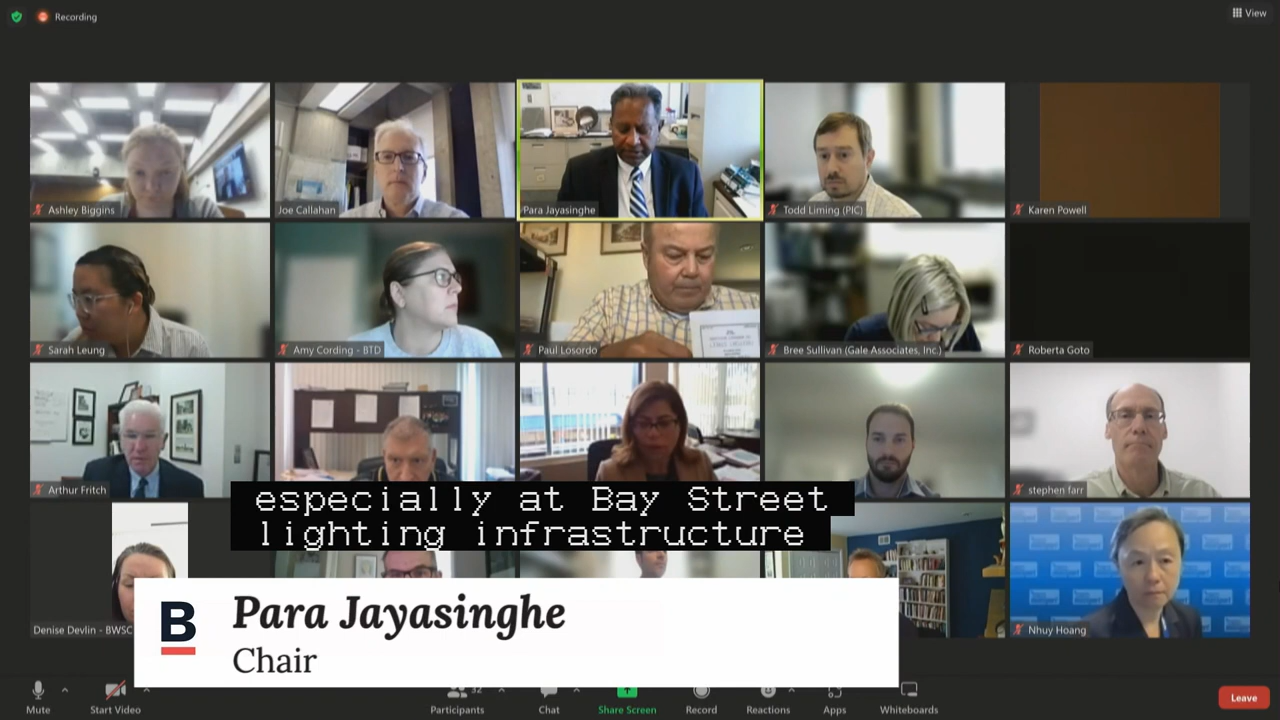 Recording
View
Ashley Biggins
Joe Callahan
Para Jayasinghe
Todd Liming (PIC)
Karen Powell
Sarah Leung
Amy Cording - BTD
Paul Losordo
Bree Sullivan (Gale Associates, Inc.)
Roberta Goto
Arthur Fritch
stephen farr
especially at Bay Street
lighting infrastructure
Denise Devlin - BWSC
Nhuy Hoang
B
Para Jayasinghe
Chair
32
Mute
Start Video
Participants
Chat
Share Screen
Record
Reactions
Apps
Whiteboards
Leave